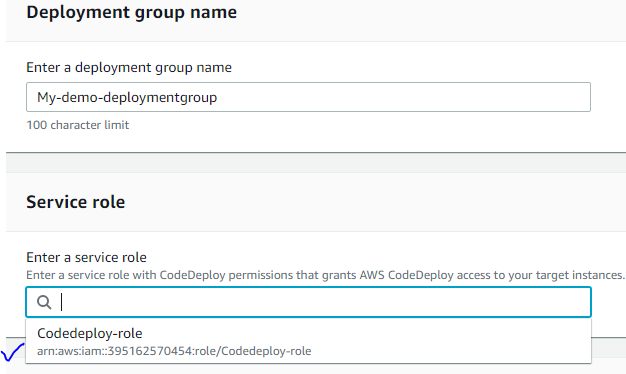 Deployment group name
Enter a deployment group name
My-demo-deploymentgroup
100 character limit
Service role
Enter a service role
Enter a service role with CodeDeploy permissions that grants AWS CodeDeploy access to your target instances.
Codedeploy-role
arn:aws:iam::395162570454:role/Codedeploy-role